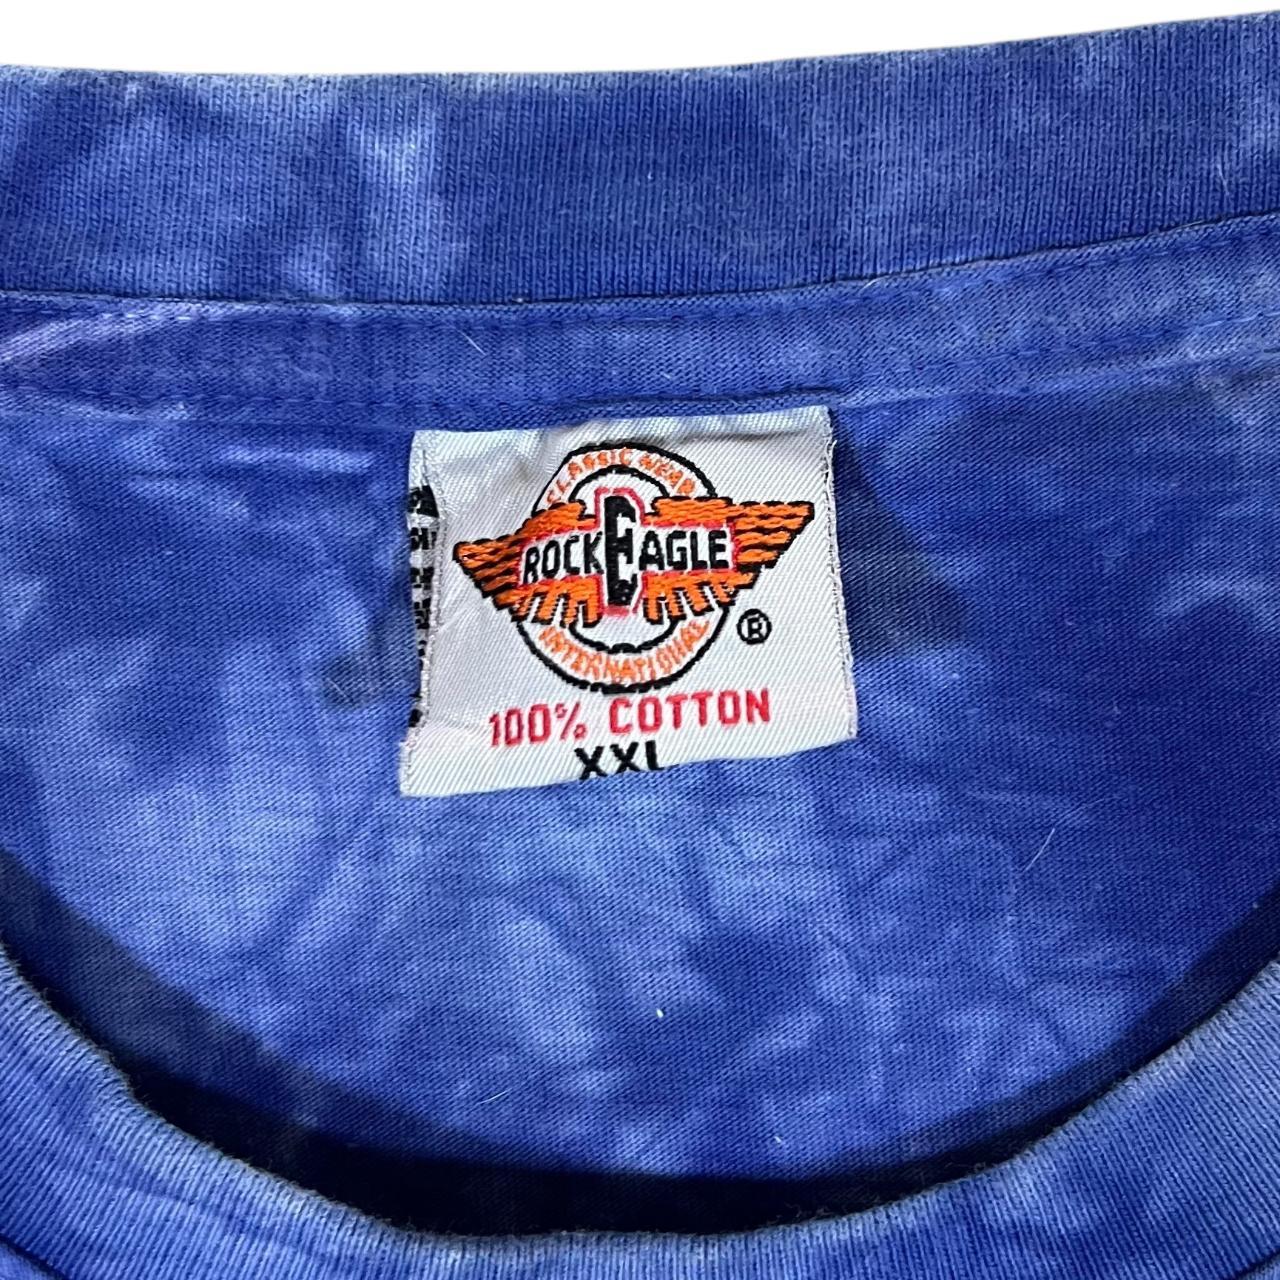 CLASSIC WEAR
ROCK EAGLE
INTERNATIONAL
®
100% COTTON
XXL